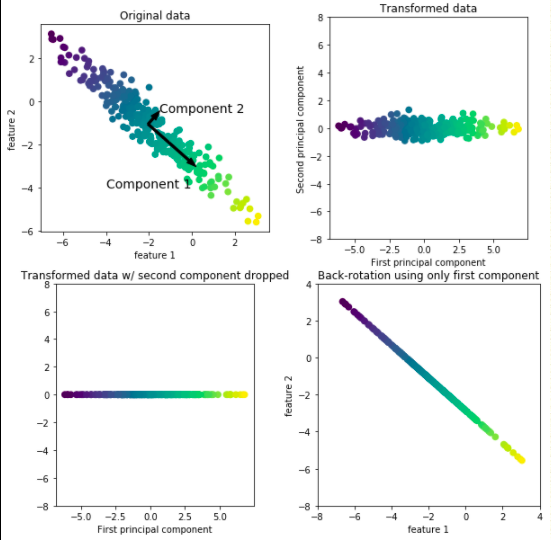 Original data
feature 2
2
0
−2
−4
−6
Component 2
Component 1
−6 −4 −2 0 2
feature 1
Transformed data
Second principal component
8
6
4
2
0
−2
−4
−6
−8
−5.0 −2.5 0.0 2.5 5.0
First principal component
Transformed data w/ second component dropped
8
6
4
2
0
−2
−4
−6
−8
−5.0 −2.5 0.0 2.5 5.0
First principal component
Back-rotation using only first component
feature 2
4
2
0
−2
−4
−6
−8
−8 −6 −4 −2 0 2 4
feature 1